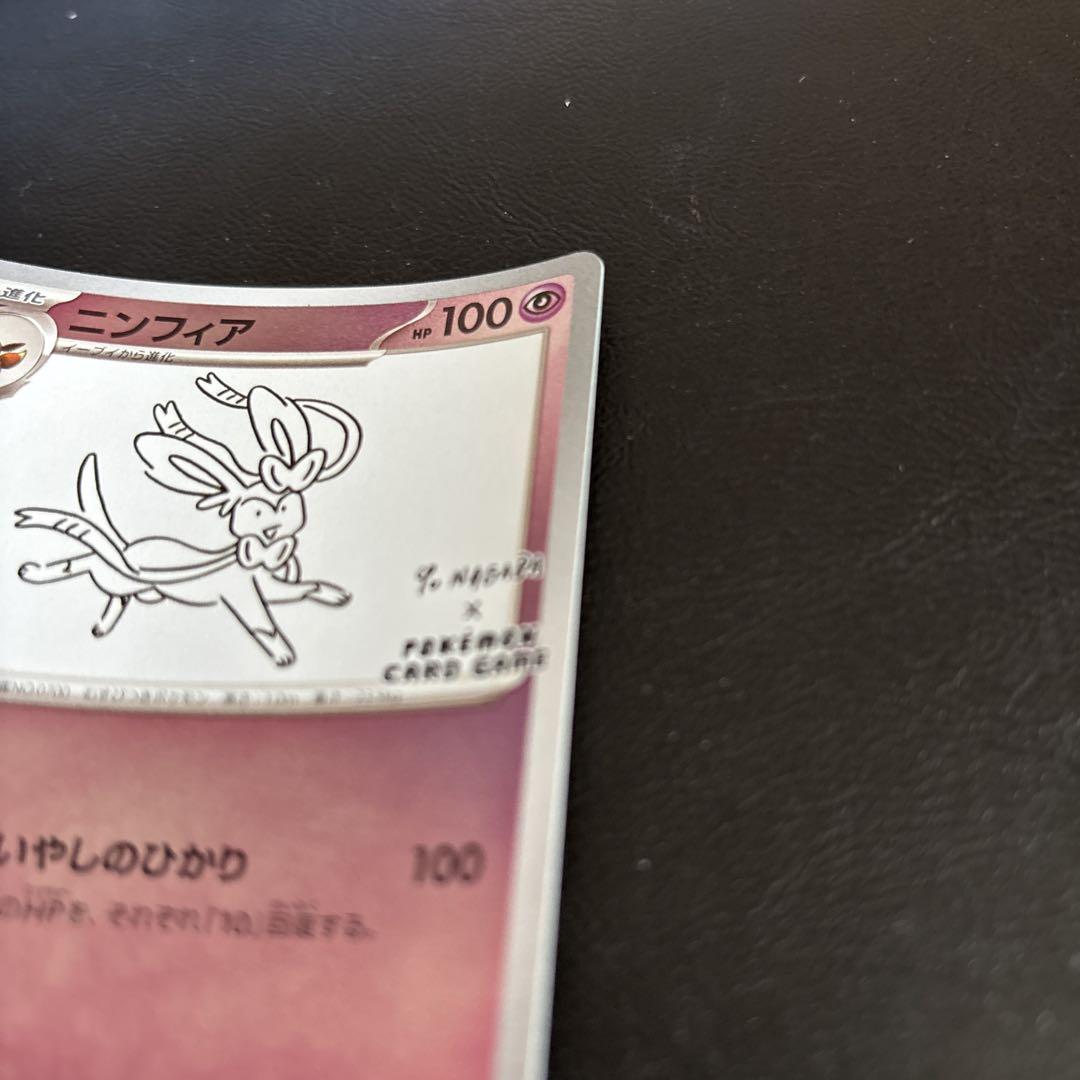 進化
ニンフィア
HP 100
イーブイから進化
YU NAGABA
×
POKÉMON
CARD GAME
いやしのひかり 100
のHPを、それぞれ「10」回復する。